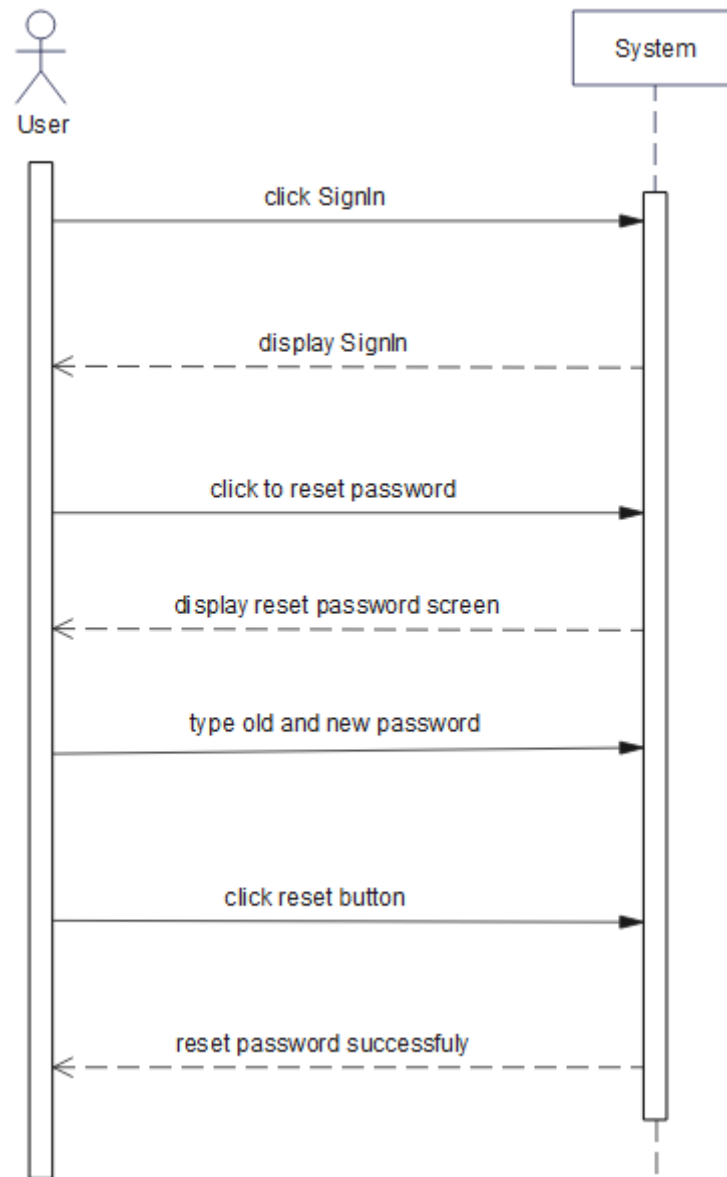 System
User
click SignIn
display SignIn
click to reset password
display reset password screen
type old and new password
click reset button
reset password successfuly